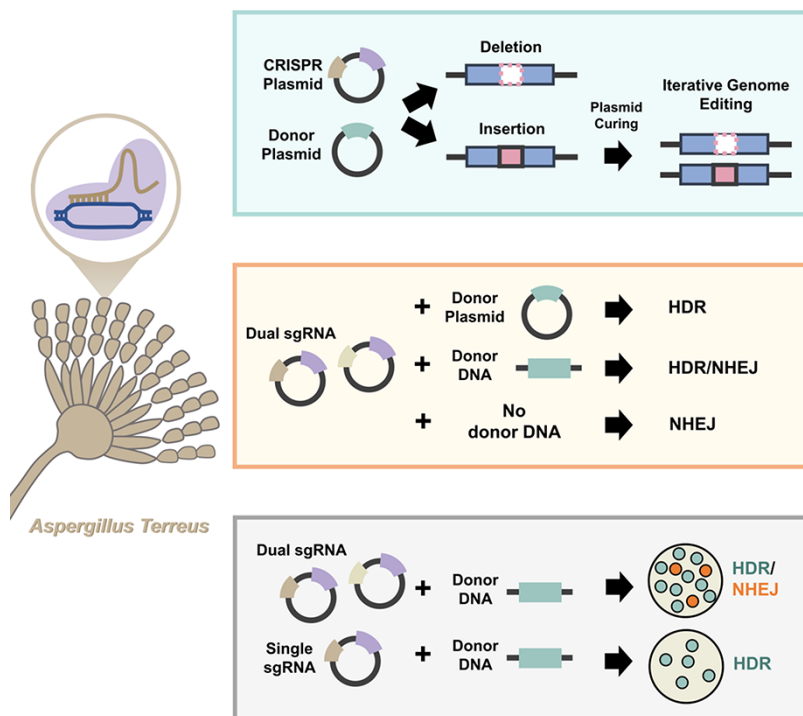 CRISPR
Plasmid
Donor
Plasmid
Deletion
Insertion
Plasmid
Curing
Iterative Genome
Editing
Dual sgRNA
+
Donor
Plasmid
HDR
+
Donor
DNA
HDR/NHEJ
+
No
donor DNA
NHEJ
Aspergillus Terreus
Dual sgRNA
+
Donor
DNA
HDR/
NHEJ
Single
sgRNA
+
Donor
DNA
HDR